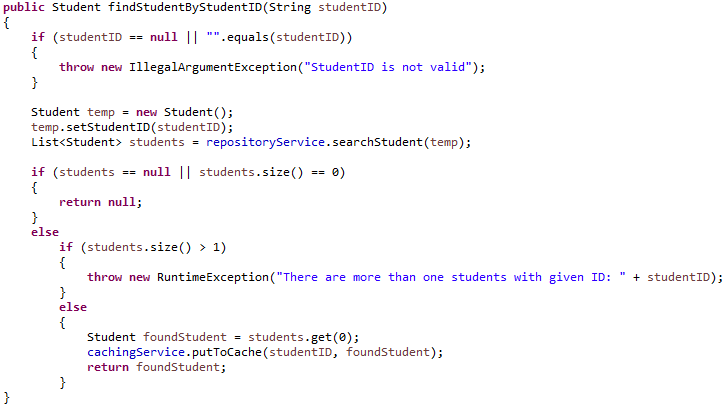 public Student findStudentByStudentID(String studentID)
{
    if (studentID == null || "".equals(studentID))
    {
        throw new IllegalArgumentException("StudentID is not valid");
    }

    Student temp = new Student();
    temp.setStudentID(studentID);
    List<Student> students = repositoryService.searchStudent(temp);

    if (students == null || students.size() == 0)
    {
        return null;
    }
    else
        if (students.size() > 1)
        {
            throw new RuntimeException("There are more than one students with given ID: " + studentID);
        }
        else
        {
            Student foundStudent = students.get(0);
            cachingService.putToCache(studentID, foundStudent);
            return foundStudent;
        }
}